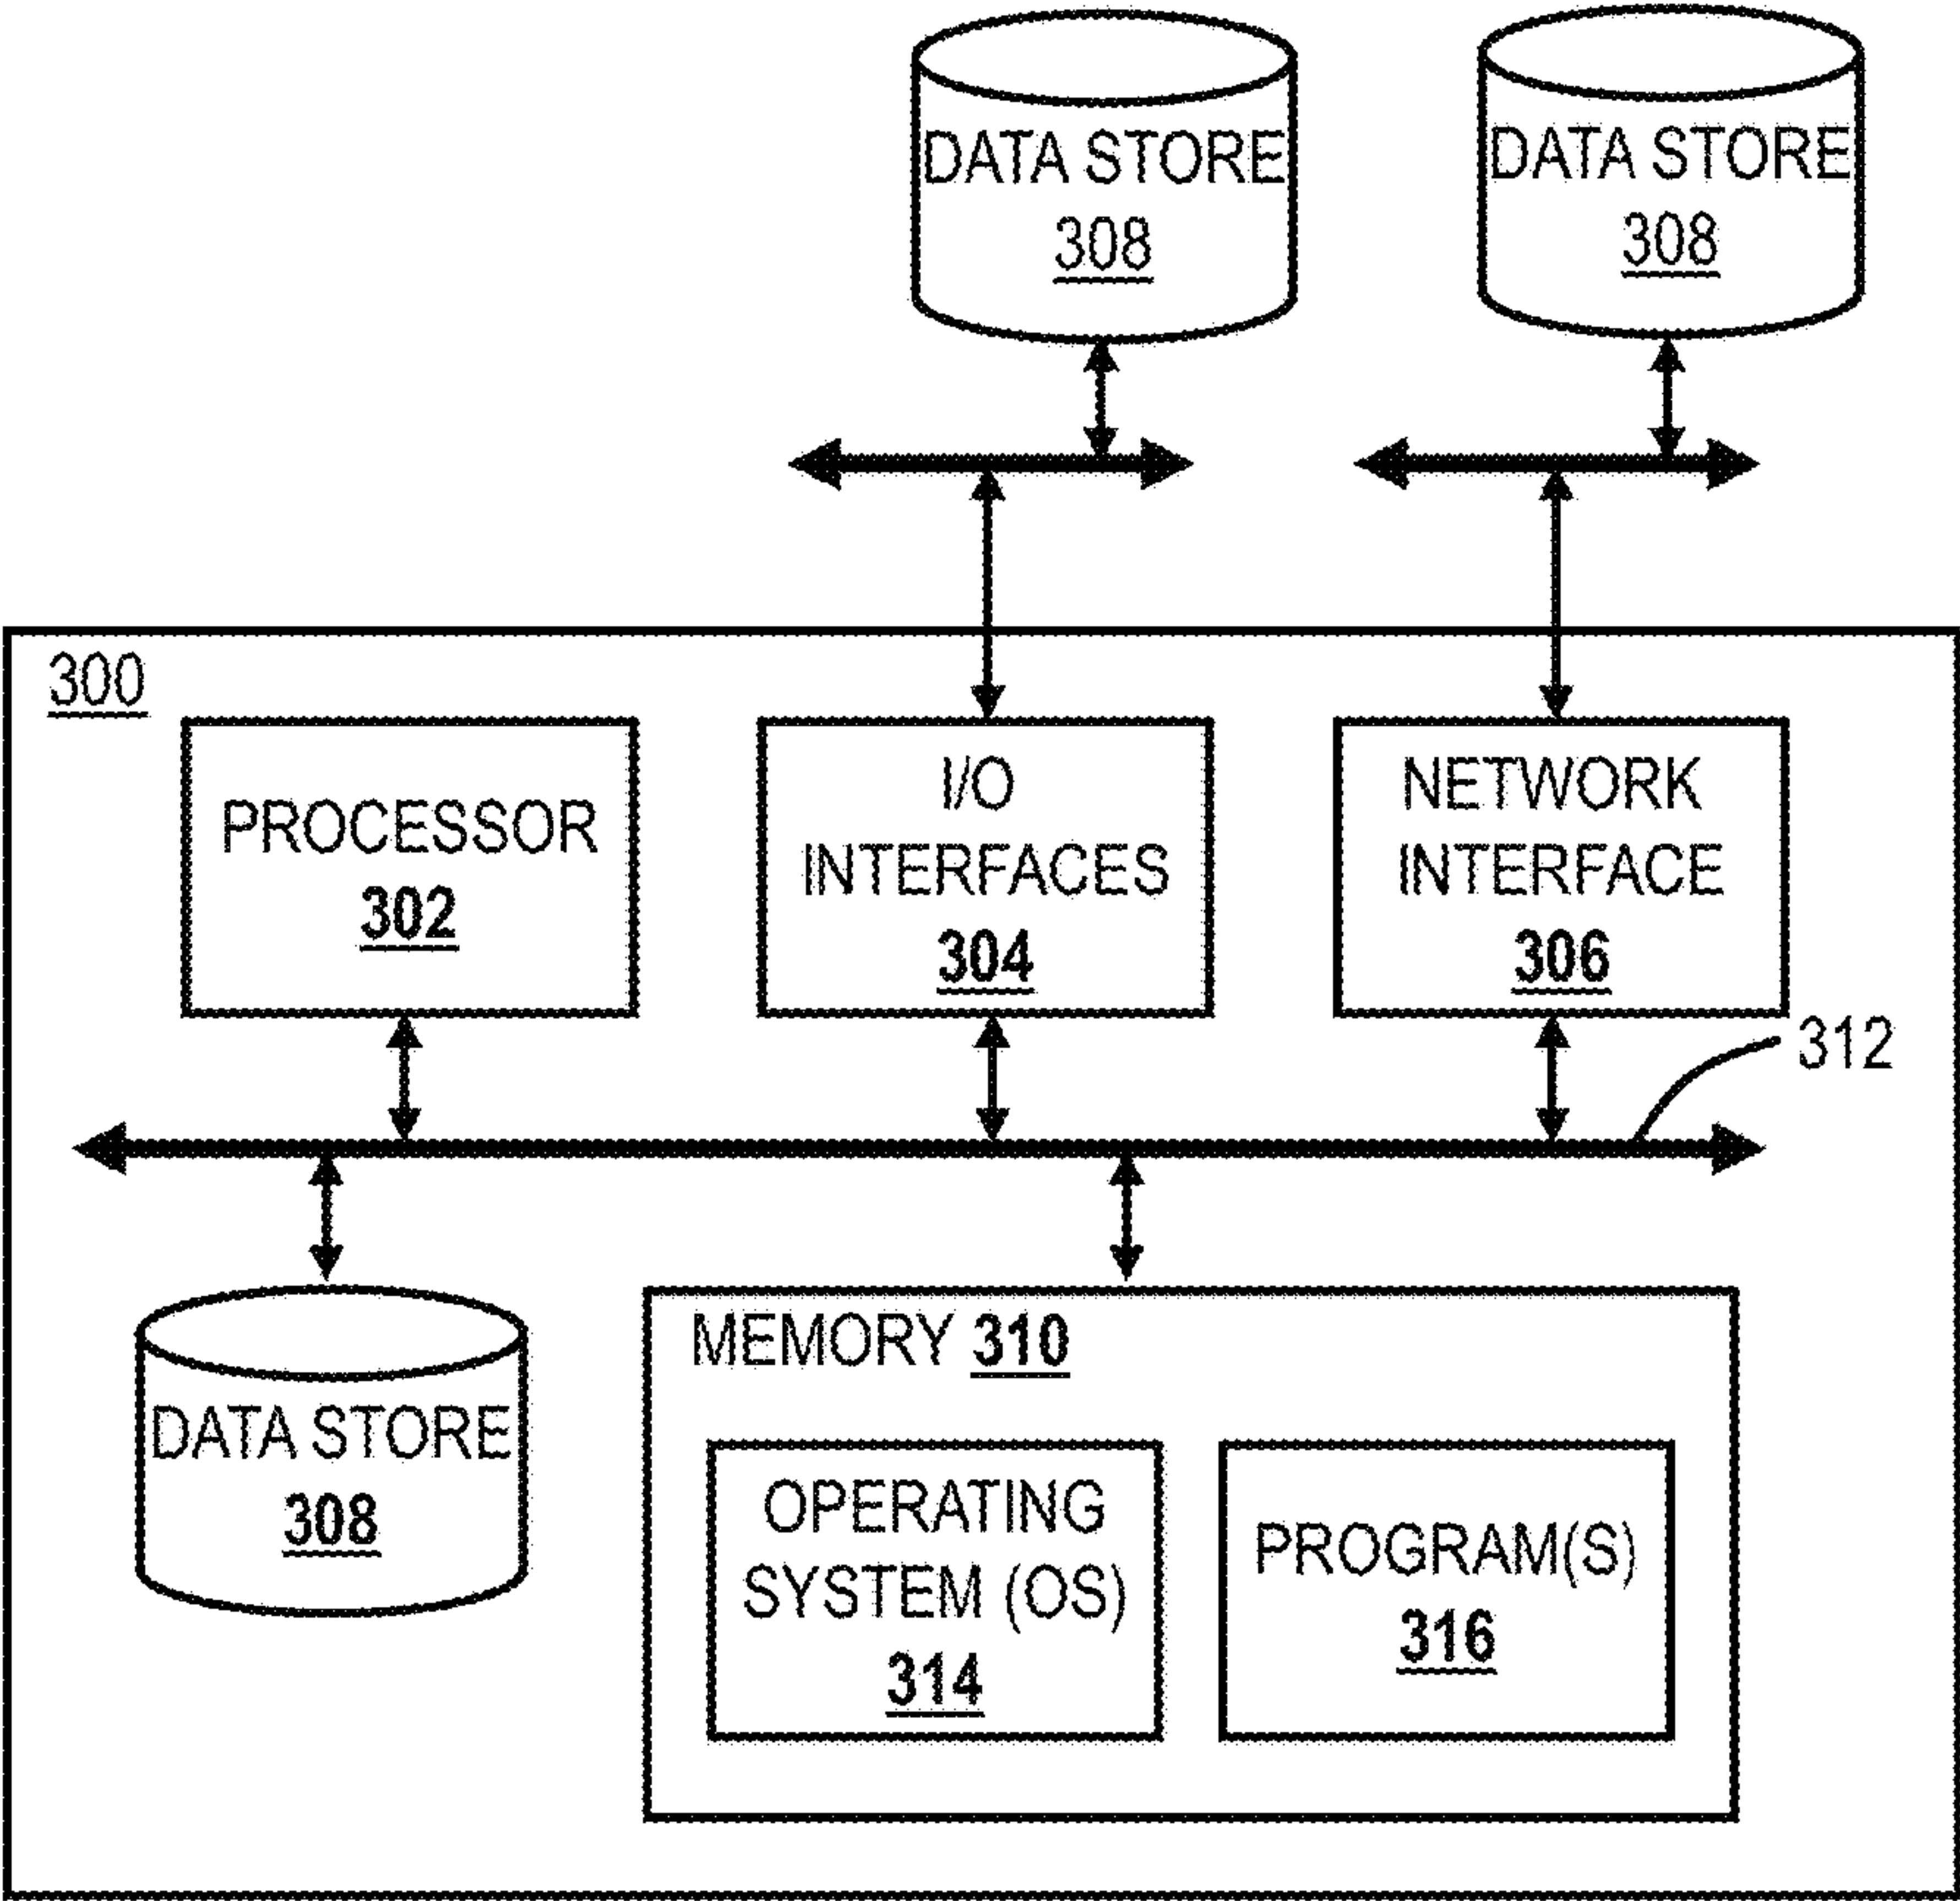 DATA STORE
308
DATA STORE
308
300
PROCESSOR
302
I/O
INTERFACES
304
NETWORK
INTERFACE
306
312
DATA STORE
308
MEMORY 310
OPERATING
SYSTEM (OS)
314
PROGRAM(S)
316